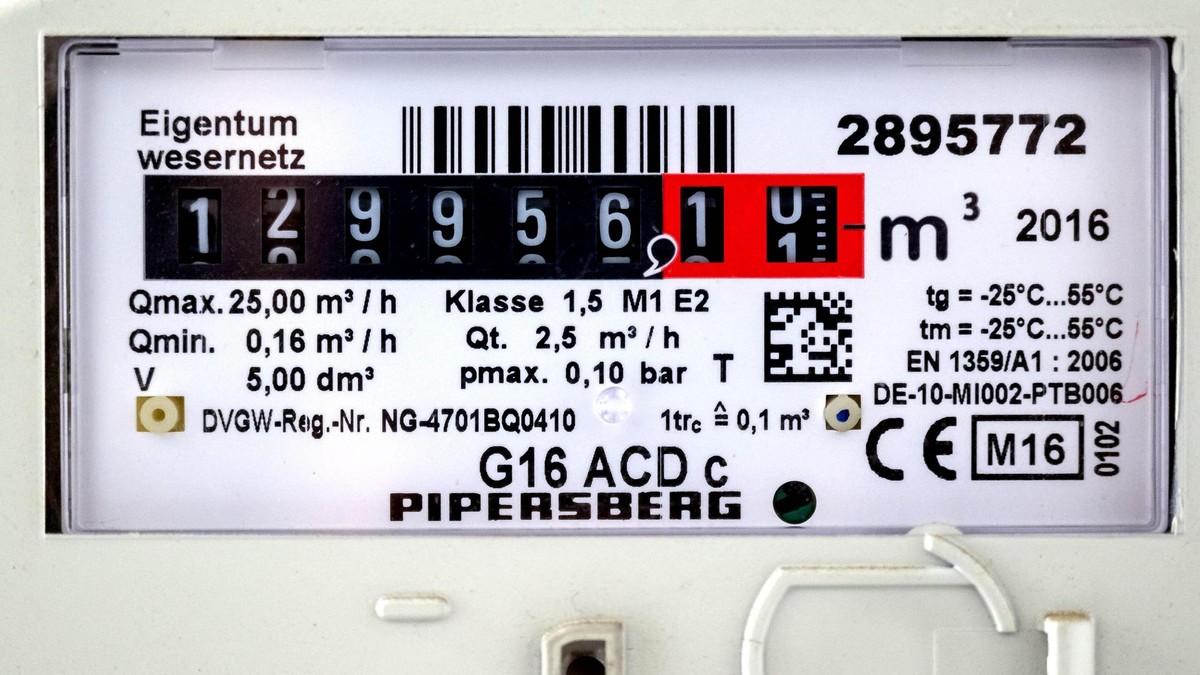 Eigentum
wesernetz
2895772
129956,10
m³ 2016
Qmax. 25,00 m³ / h
Qmin. 0,16 m³ / h
V 5,00 dm³
Klasse 1,5 M1 E2
Qt. 2,5 m³ / h
pmax. 0,10 bar T
tg = -25°C...55°C
tm = -25°C...55°C
EN 1359/A1 : 2006
DE-10-MI002-PTB006
DVGW-Reg.-Nr. NG-4701BQ0410
1trc ≙ 0,1 m³
CE M16 0102
G16 ACD c
PIPERSBERG